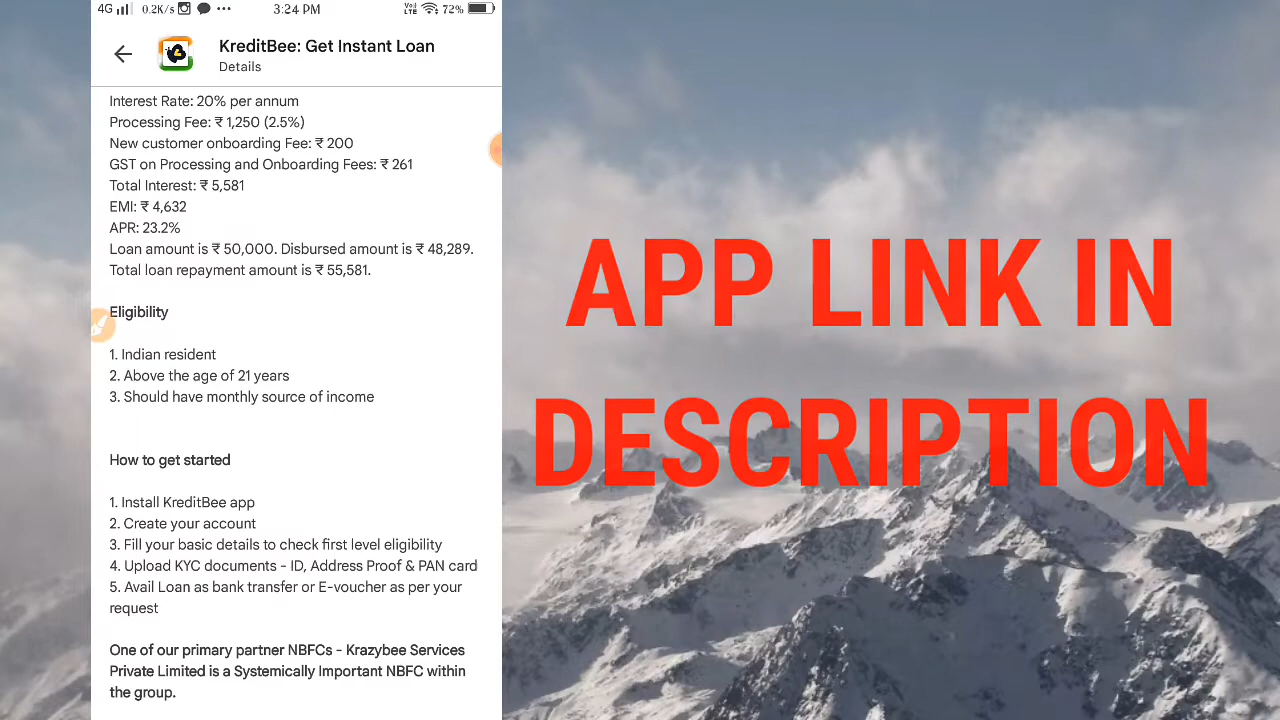 4G 0.2K/s ... 3:24 PM Vo) LTE 72%
KreditBee: Get Instant Loan
Details
Interest Rate: 20% per annum
Processing Fee: ₹ 1,250 (2.5%)
New customer onboarding Fee: ₹ 200
GST on Processing and Onboarding Fees: ₹ 261
Total Interest: ₹ 5,581
EMI: ₹ 4,632
APR: 23.2%
Loan amount is ₹ 50,000. Disbursed amount is ₹ 48,289.
Total loan repayment amount is ₹ 55,581.
Eligibility
1. Indian resident
2. Above the age of 21 years
3. Should have monthly source of income
How to get started
1. Install KreditBee app
2. Create your account
3. Fill your basic details to check first level eligibility
4. Upload KYC documents - ID, Address Proof & PAN card
5. Avail Loan as bank transfer or E-voucher as per your
request
One of our primary partner NBFCs - Krazybee Services
Private Limited is a Systemically Important NBFC within
the group.
APP LINK IN
DESCRIPTION